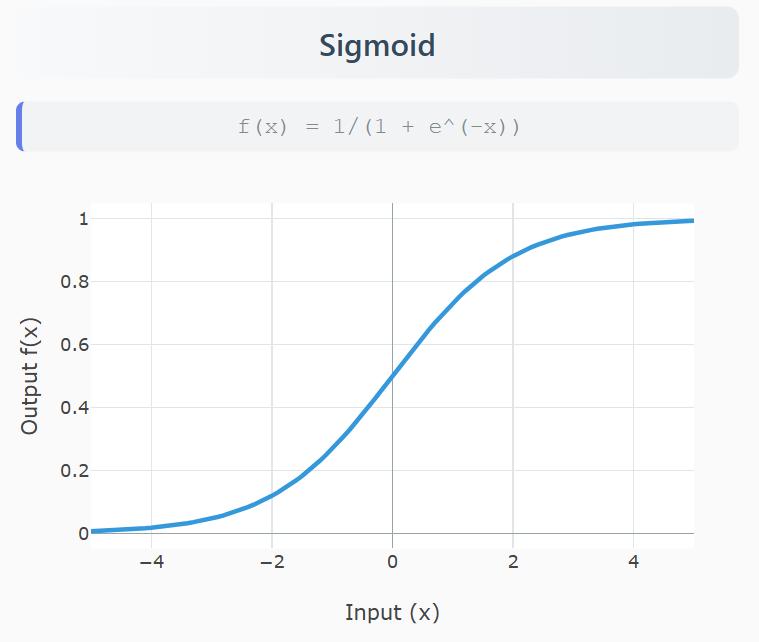 Sigmoid
f(x) = 1/(1 + e^(-x))
1
0.8
0.6
0.4
0.2
0
Output f(x)
−4
−2
0
2
4
Input (x)